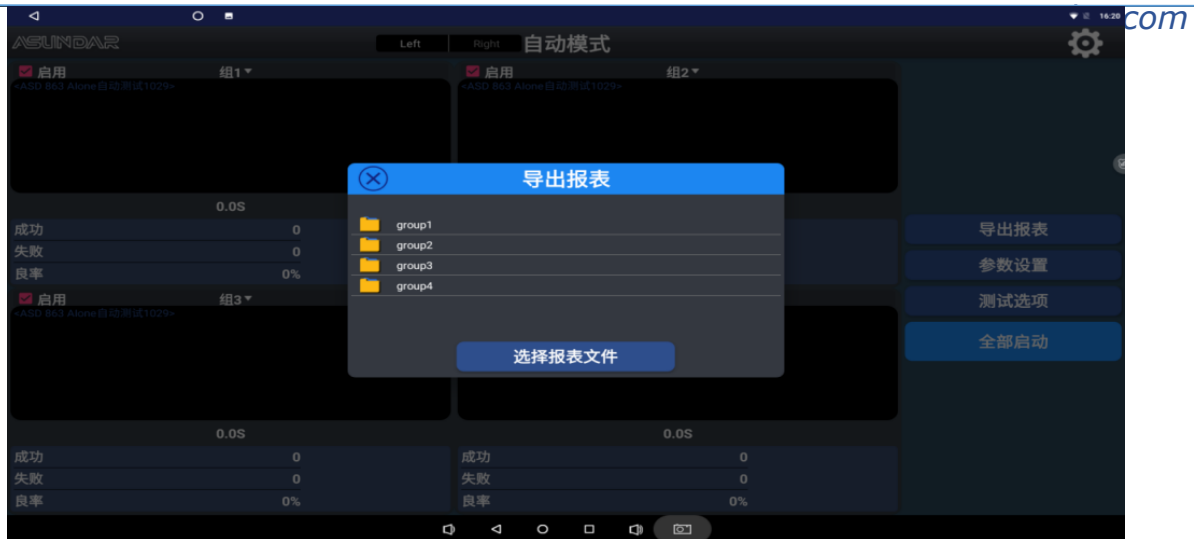 com
16:20
ASUNDAR
Left Right 自动模式
启用 组1
启用 组2
<ASD 863 Alone自动测试1029>
<ASD 863 Alone自动测试1029>
导出报表
group1
group2
group3
group4
选择报表文件
0.0S
成功 0
失败 0
良率 0%
导出报表
参数设置
测试选项
全部启动
启用 组3
<ASD 863 Alone自动测试1029>
0.0S
0.0S
成功 0
成功 0
失败 0
失败 0
良率 0%
良率 0%